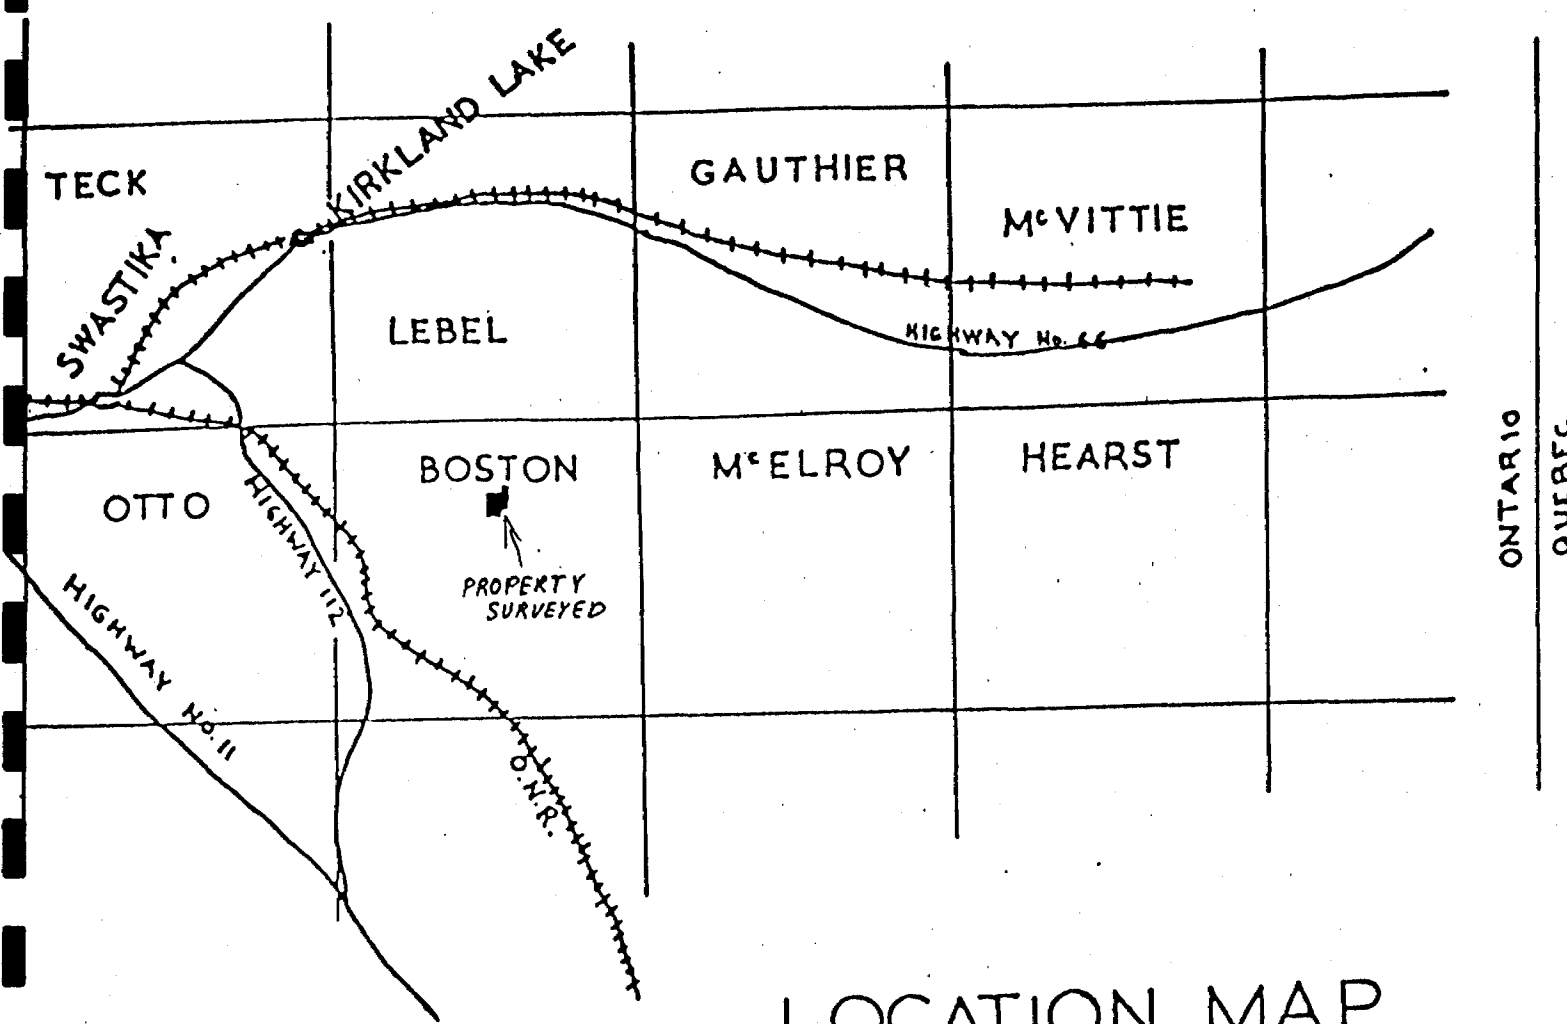 KIRKLAND LAKE
TECK
GAUTHIER
McVITTIE
SWASTIKA
LEBEL
HIGHWAY No. 66
ONTARIO
QUEBEC
OTTO
BOSTON
McELROY
HEARST
HIGHWAY 112
PROPERTY
SURVEYED
HIGHWAY No. 11
O.N.R.
LOCATION MAP